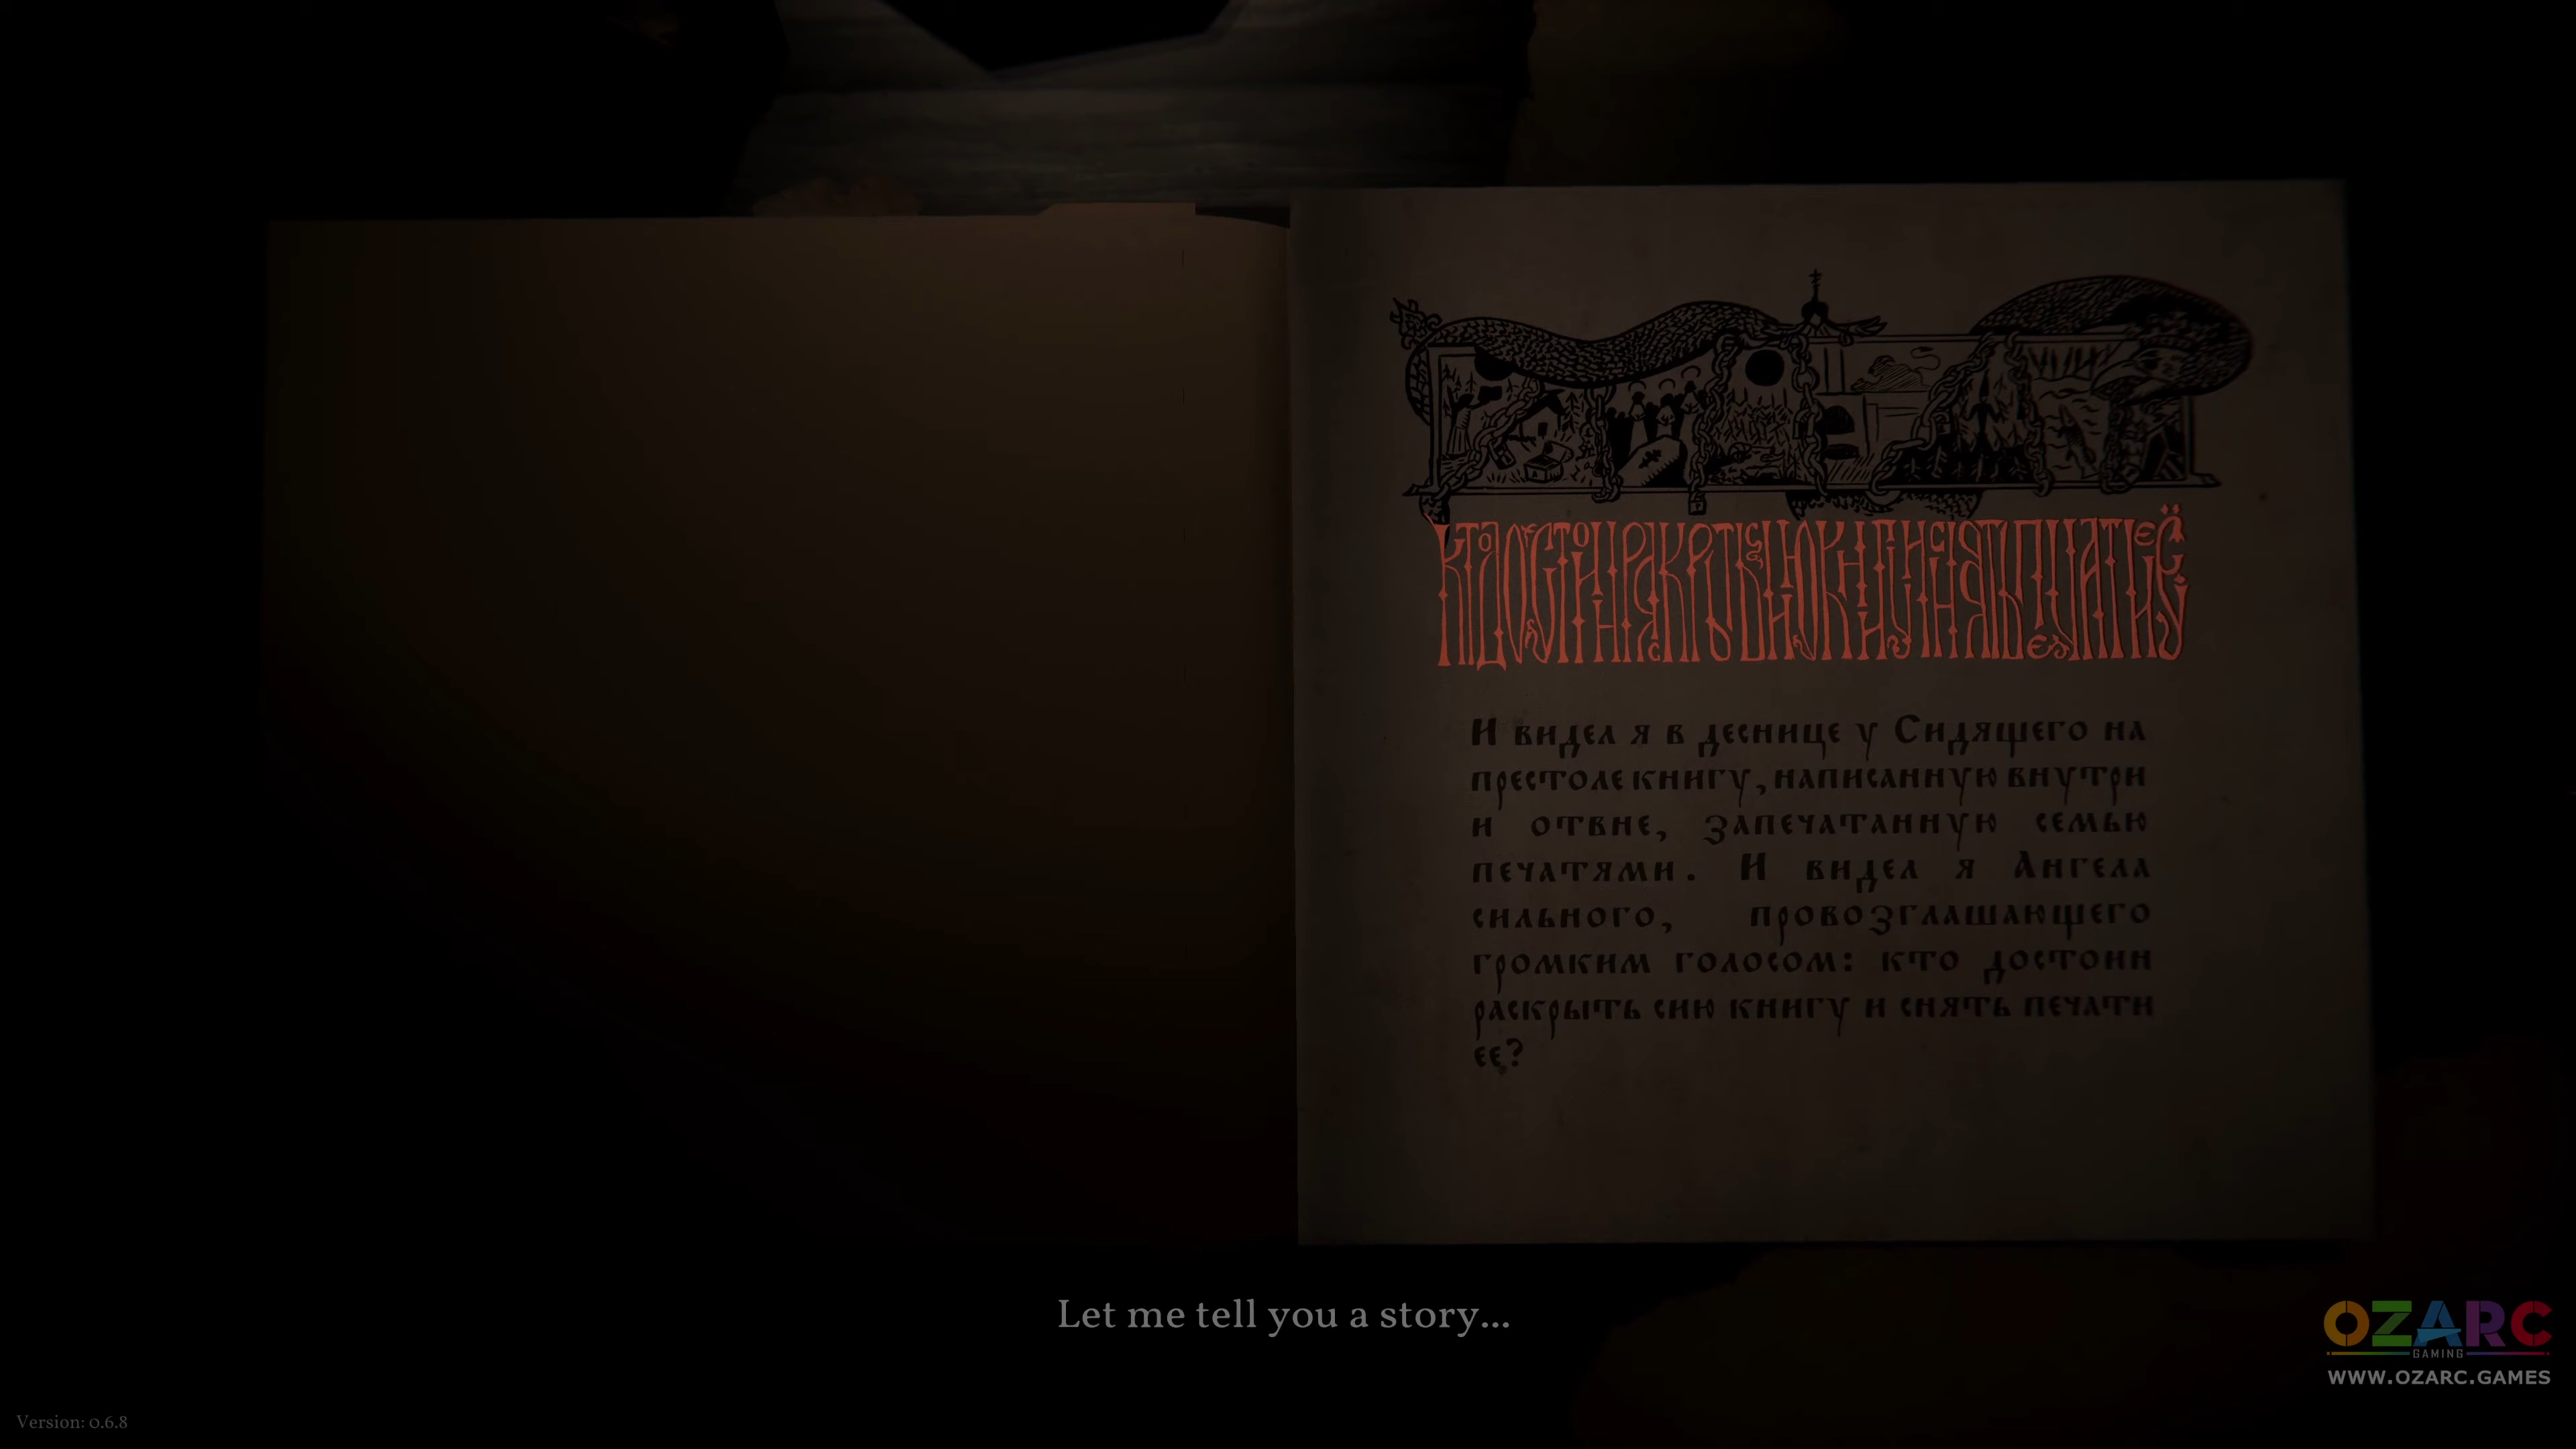 КТО ДОСТОИН РАСКРЫТЬ СИЮ КНИГУ И СНЯТЬ ПЕЧАТИ ЕЁ
И видел я в деснице у Сидящего на
престоле книгу, написанную внутри
и отвне, запечатанную семью
печатями. И видел я Ангела
сильного, провозглашающего
громким голосом: кто достоин
раскрыть сию книгу и снять печати
ее?
Let me tell you a story...
OZARC
GAMING
WWW.OZARC.GAMES
Version: 0.6.8